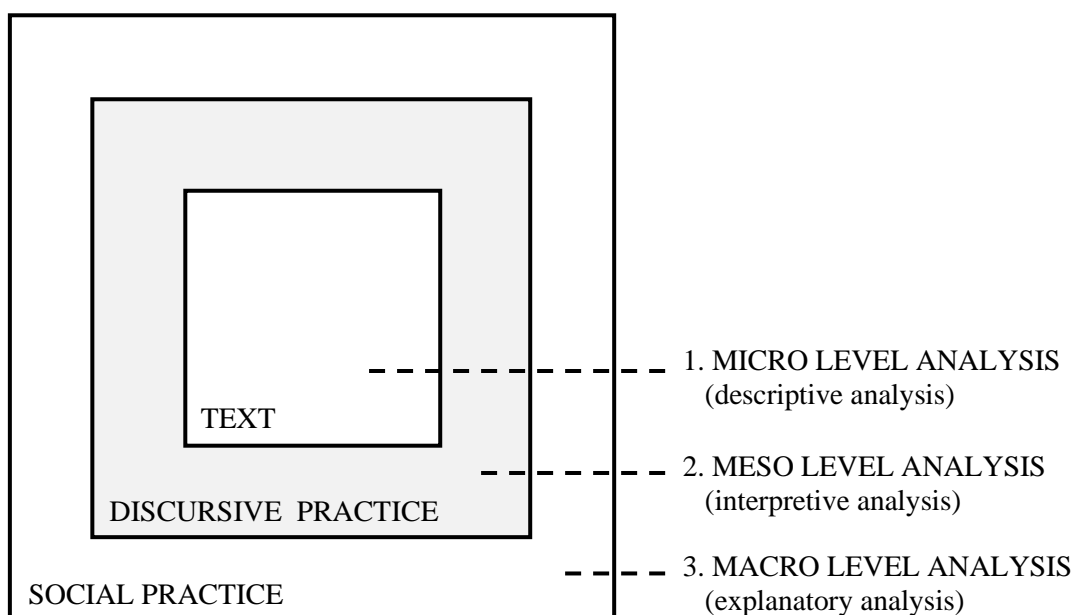 1. MICRO LEVEL ANALYSIS
(descriptive analysis)
TEXT
2. MESO LEVEL ANALYSIS
(interpretive analysis)
DISCURSIVE PRACTICE
3. MACRO LEVEL ANALYSIS
(explanatory analysis)
SOCIAL PRACTICE